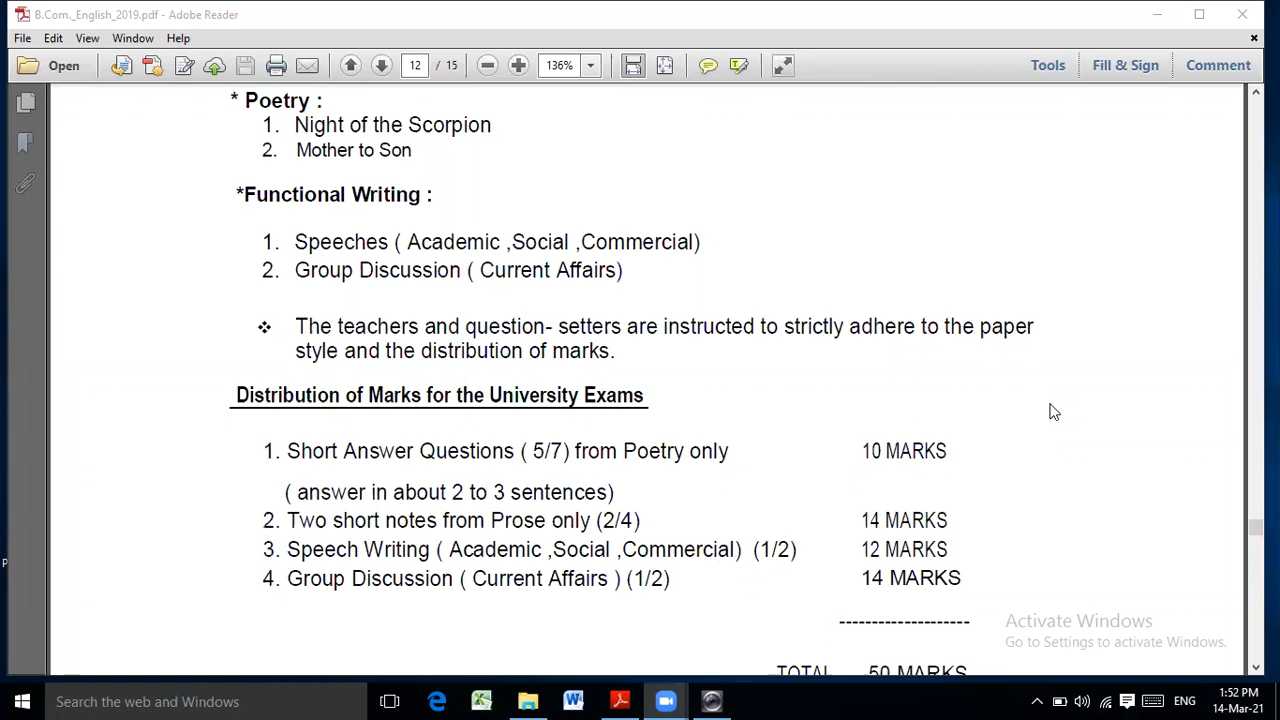 B.Com._English_2019.pdf - Adobe Reader
File Edit View Window Help
Open 12 / 15 136% Tools Fill & Sign Comment
* Poetry :
1. Night of the Scorpion
2. Mother to Son
*Functional Writing :
1. Speeches ( Academic ,Social ,Commercial)
2. Group Discussion ( Current Affairs)
❖ The teachers and question- setters are instructed to strictly adhere to the paper
style and the distribution of marks.
Distribution of Marks for the University Exams
1. Short Answer Questions ( 5/7) from Poetry only 10 MARKS
( answer in about 2 to 3 sentences)
2. Two short notes from Prose only (2/4) 14 MARKS
3. Speech Writing ( Academic ,Social ,Commercial) (1/2) 12 MARKS
4. Group Discussion ( Current Affairs ) (1/2) 14 MARKS
--------------------
TOTAL 50 MARKS
Activate Windows
Go to Settings to activate Windows.
Search the web and Windows
ENG
1:52 PM
14-Mar-21